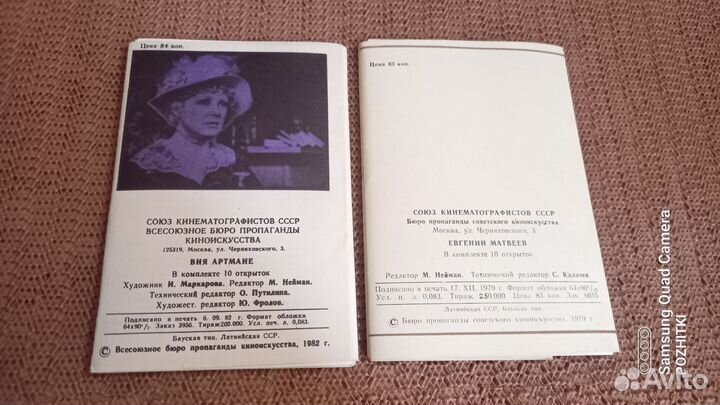 Цена 84 коп.
СОЮЗ КИНЕМАТОГРАФИСТОВ СССР
ВСЕСОЮЗНОЕ БЮРО ПРОПАГАНДЫ
КИНОИСКУССТВА
125319, Москва, ул. Черняховского, 3.
ВИЯ АРТМАНЕ
В комплекте 10 открыток
Художник И. Маркарова. Редактор М. Нейман.
Технический редактор О. Путилина.
Художест. редактор Ю. Фролов.
Подписано в печать 6. 09. 82 г. Формат обложки
64х90¹/₇. Заказ 3956. Тираж 200.000. Усл. печ. л. 0,083.
Бауская тип. Латвийской ССР.
© Всесоюзное бюро пропаганды киноискусства, 1982 г.
Цена 83 коп.
СОЮЗ КИНЕМАТОГРАФИСТОВ СССР
Бюро пропаганды советского киноискусства
Москва, ул. Черняховского, 3
ЕВГЕНИЙ МАТВЕЕВ
В комплекте 10 открыток
Редактор М. Нейман. Технический редактор С. Калачев
Подписано в печать 17. XII. 1979 г. Формат обложки 64х90¹/₇
Усл. п л. 0,083. Тираж 250.000. Цена 83 коп. Зак. 6015
Латвийская ССР, бауская тип.
© Бюро пропаганды советского киноискусства, 1979 г
Samsung Quad Camera
POZHITKI
Avito